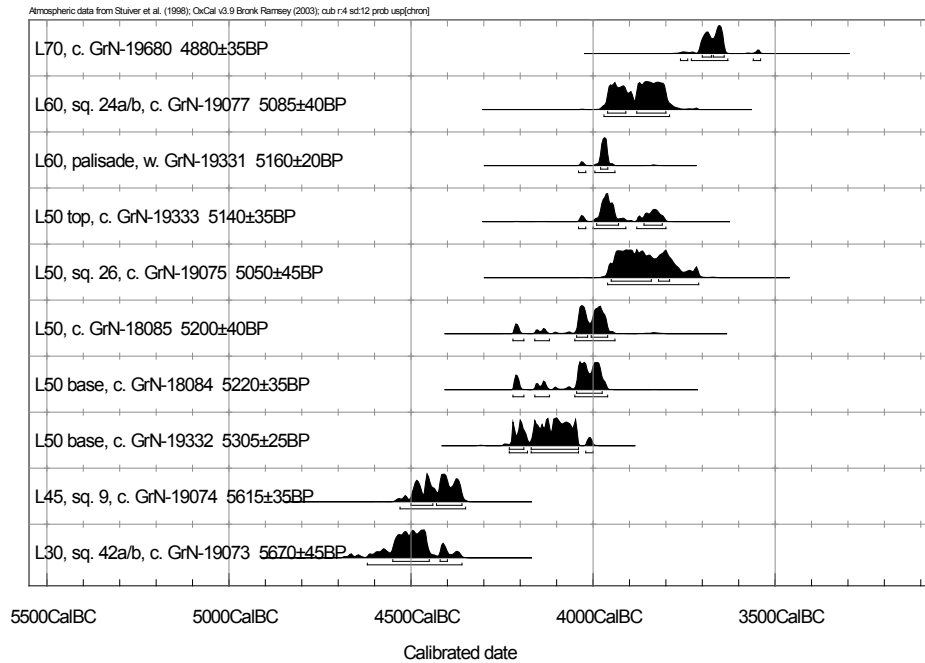 Atmospheric data from Stuiver et al. (1998); OxCal v3.9 Bronk Ramsey (2003); cub r:4 sd:12 prob usp[chron]
L70, c. GrN-19680 4880±35BP
L60, sq. 24a/b, c. GrN-19077 5085±40BP
L60, palisade, w. GrN-19331 5160±20BP
L50 top, c. GrN-19333 5140±35BP
L50, sq. 26, c. GrN-19075 5050±45BP
L50, c. GrN-18085 5200±40BP
L50 base, c. GrN-18084 5220±35BP
L50 base, c. GrN-19332 5305±25BP
L45, sq. 9, c. GrN-19074 5615±35BP
L30, sq. 42a/b, c. GrN-19073 5670±45BP
5500CalBC 5000CalBC 4500CalBC 4000CalBC 3500CalBC
Calibrated date